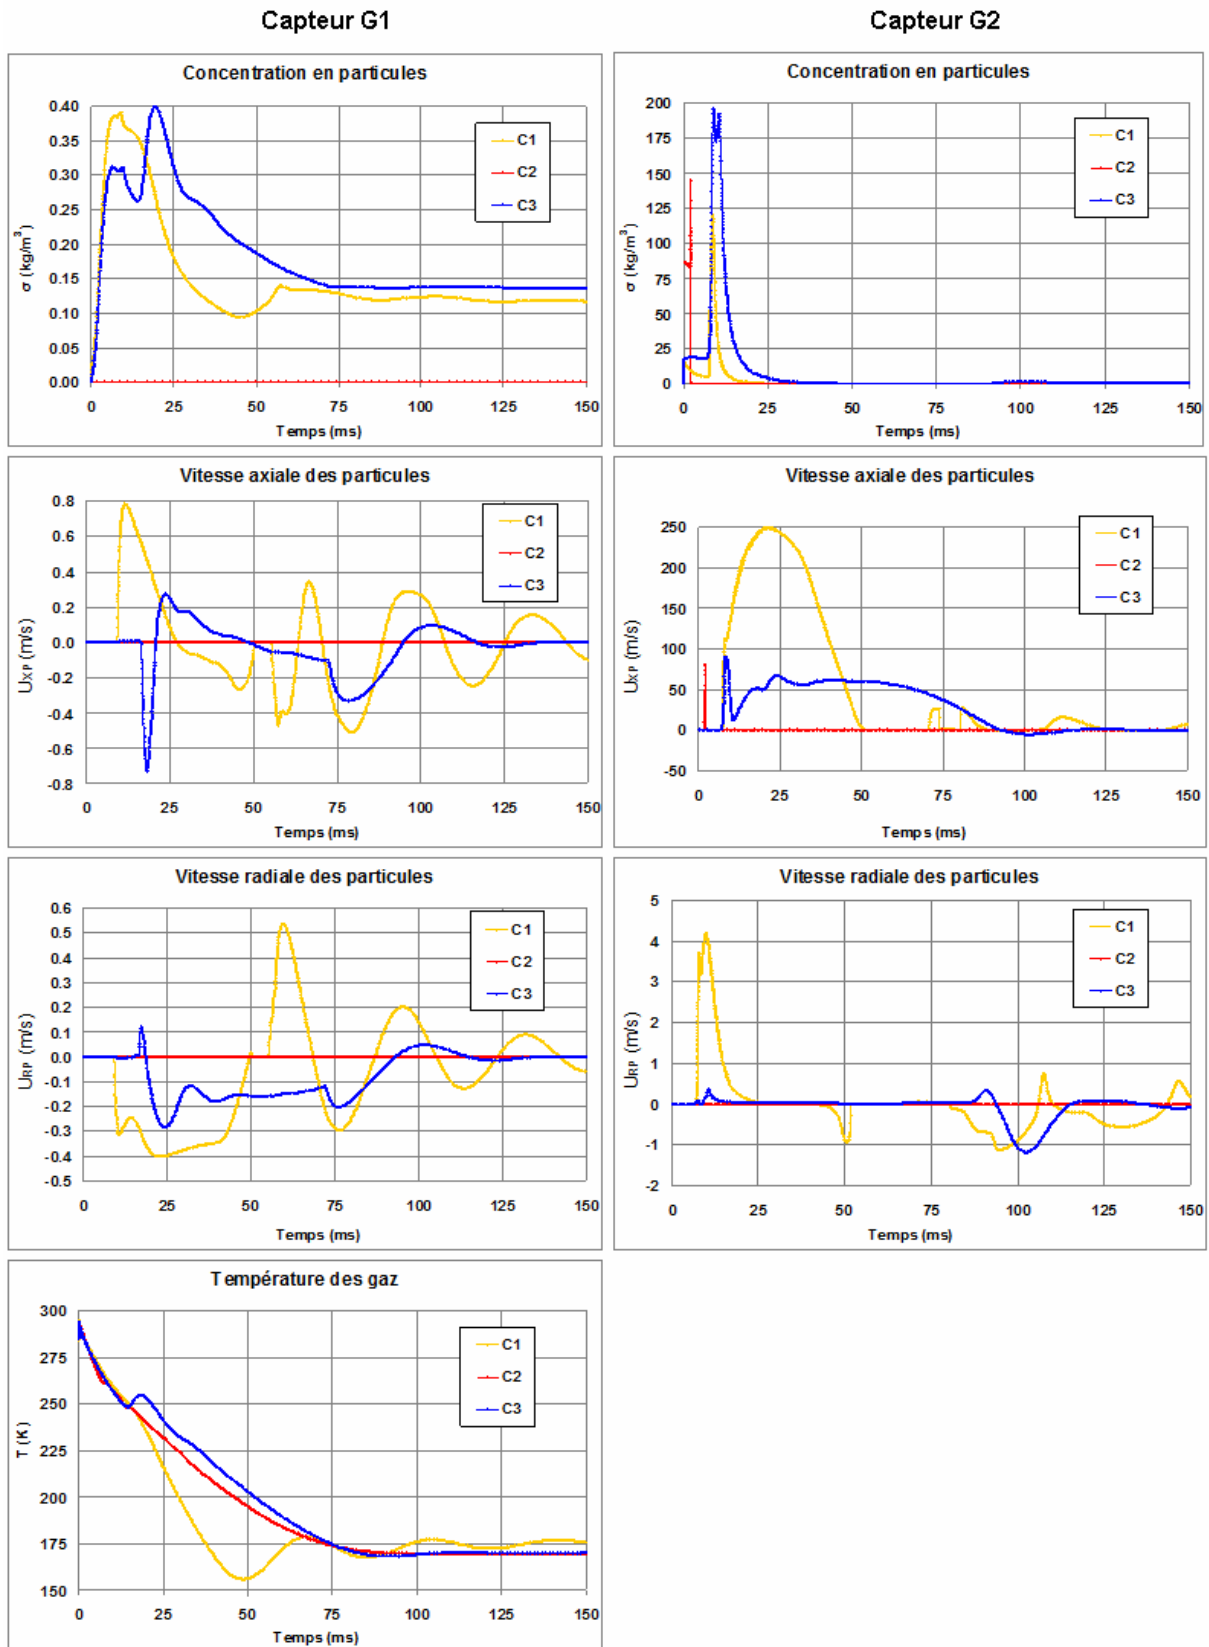 Capteur G1
Capteur G2
Concentration en particules
σ (kg/m³)
0.40
0.35
0.30
0.25
0.20
0.15
0.10
0.05
0.00
0 25 50 75 100 125 150
Temps (ms)
C1
C2
C3
Concentration en particules
σ (kg/m³)
200
175
150
125
100
75
50
25
0
0 25 50 75 100 125 150
Temps (ms)
C1
C2
C3
Vitesse axiale des particules
UXP (m/s)
0.8
0.6
0.4
0.2
0.0
-0.2
-0.4
-0.6
-0.8
0 25 50 75 100 125 150
Temps (ms)
C1
C2
C3
Vitesse axiale des particules
UXP (m/s)
250
200
150
100
50
0
-50
0 25 50 75 100 125 150
Temps (ms)
C1
C2
C3
Vitesse radiale des particules
URP (m/s)
0.6
0.5
0.4
0.3
0.2
0.1
0.0
-0.1
-0.2
-0.3
-0.4
-0.5
0 25 50 75 100 125 150
Temps (ms)
C1
C2
C3
Vitesse radiale des particules
URP (m/s)
5
4
3
2
1
0
-1
-2
0 25 50 75 100 125 150
Temps (ms)
C1
C2
C3
Température des gaz
T (K)
300
275
250
225
200
175
150
0 25 50 75 100 125 150
Temps (ms)
C1
C2
C3